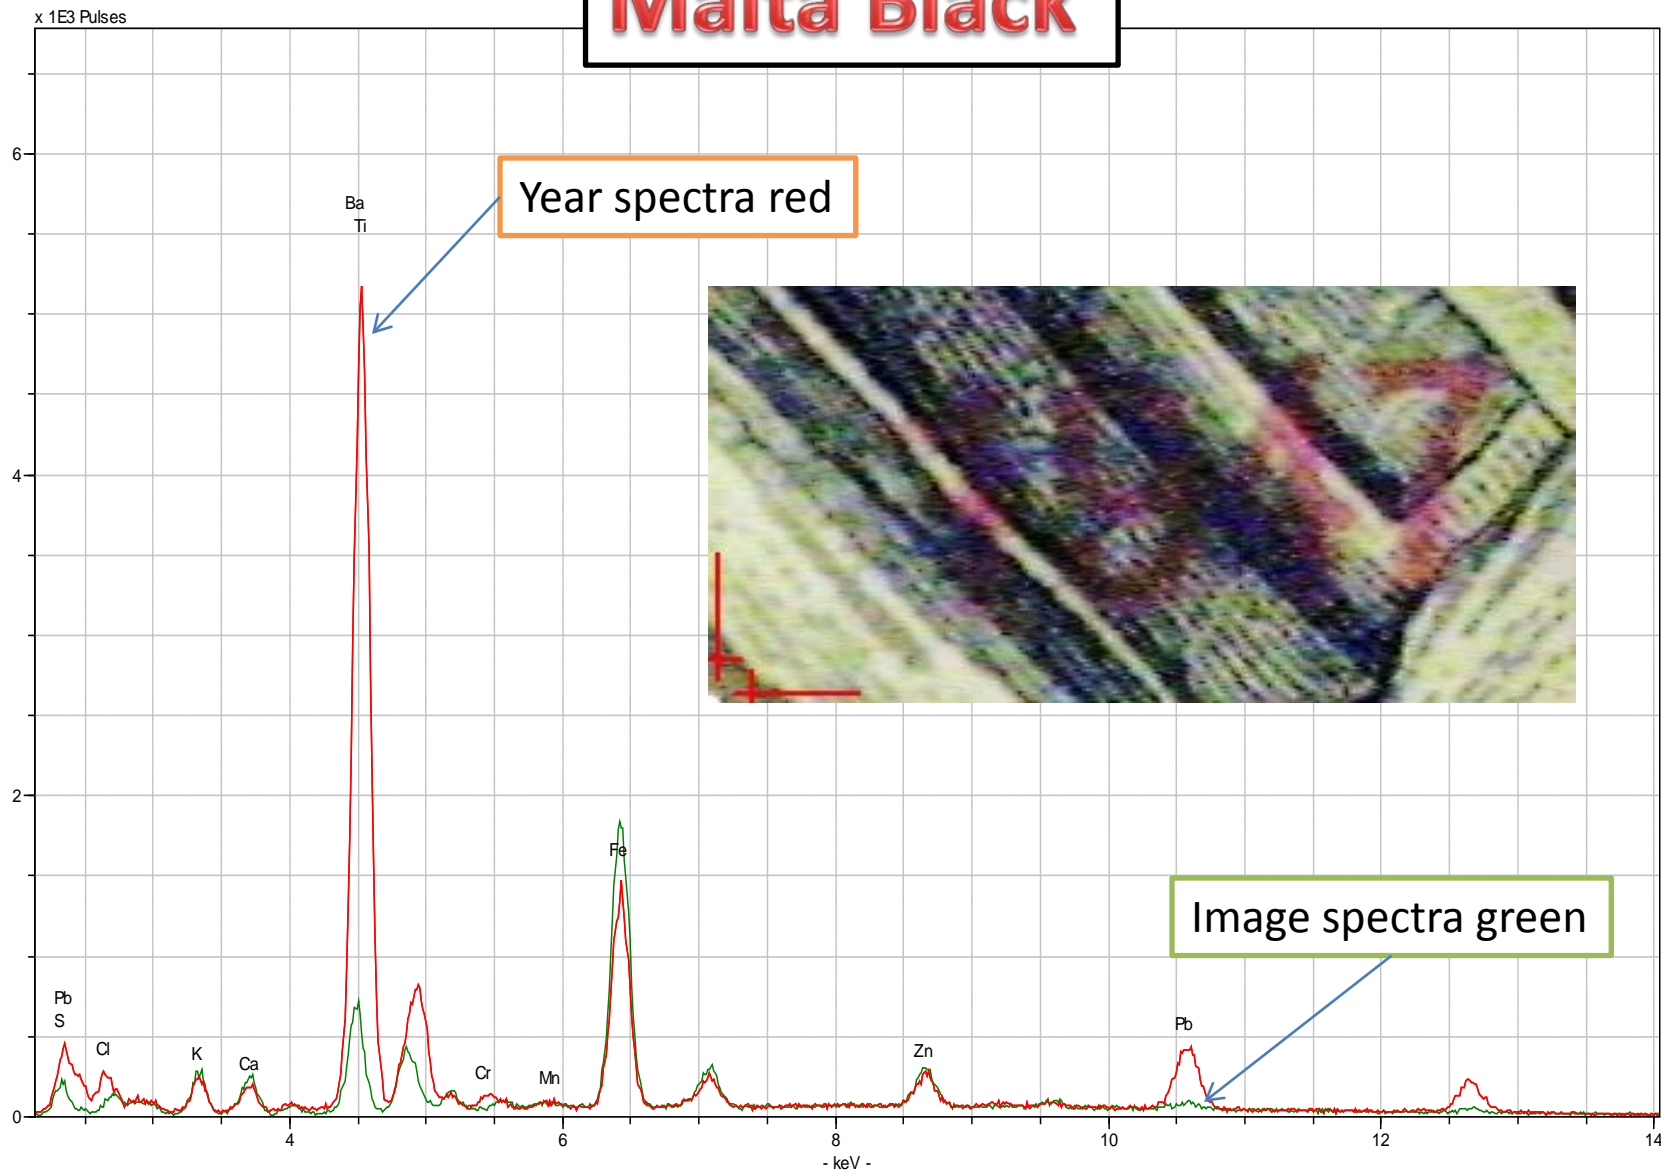 Malta Black
x 1E3 Pulses
6
Ba
Ti
Year spectra red
4
2
Fe
Image spectra green
Pb
S
Cl
K
Ca
Cr
Mn
Zn
Pb
0
4
6
8
10
12
14
- keV -